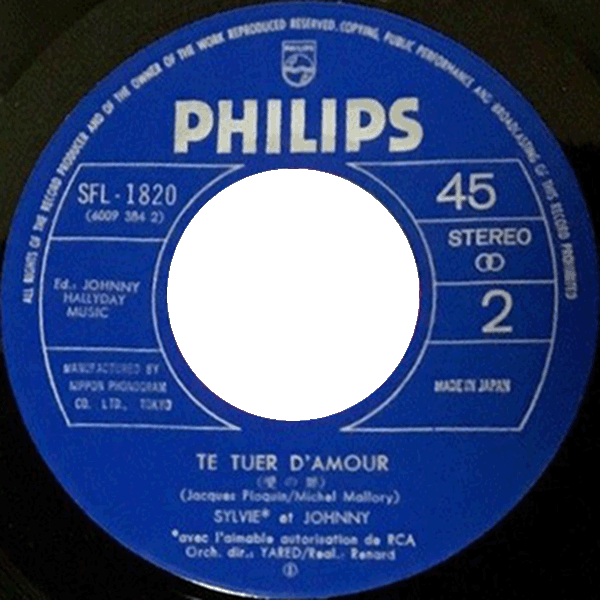 ALL RIGHTS OF THE RECORD PRODUCER AND OF THE OWNER OF THE WORK REPRODUCED RESERVED. COPYING, PUBLIC PERFORMANCE AND BROADCASTING OF THIS RECORD PROHIBITED
PHILIPS
PHILIPS
SFL-1820
(6009 384 2)
45
STEREO
2
Ed.: JOHNNY
HALLYDAY
MUSIC
MANUFACTURED BY
NIPPON PHONOGRAM
CO. LTD., TOKYO
MADE IN JAPAN
TE TUER D'AMOUR
(愛の
(Jacques Ploquin/Michel Mallory)
SYLVIE* et JOHNNY
*avec l'aimable autorisation de RCA
Orch. dir.: YARED/Real.: Renard